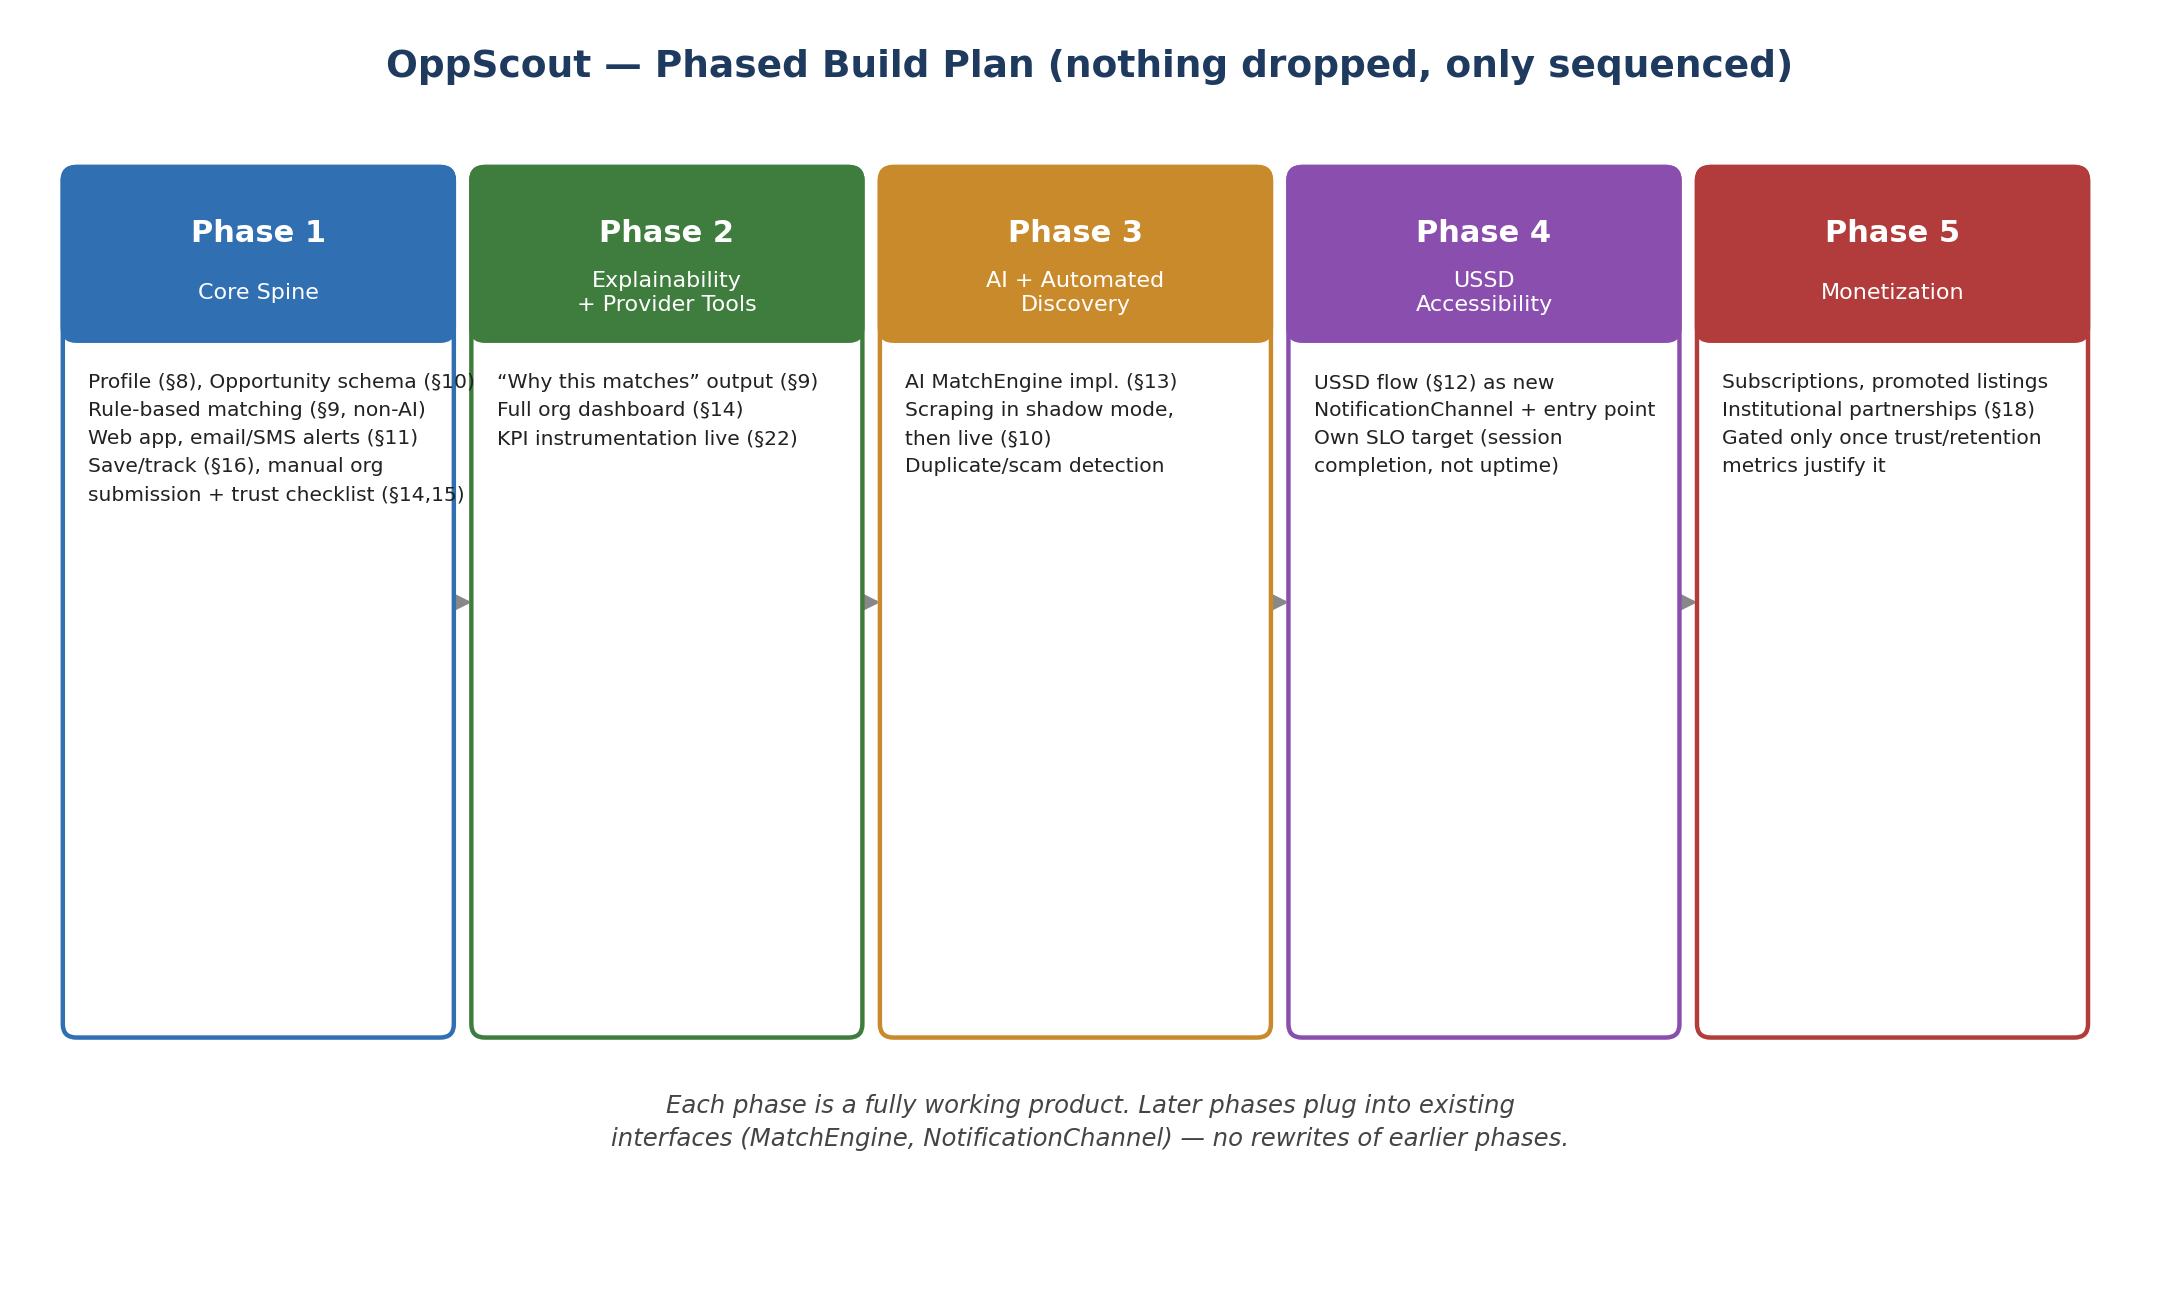 OppScout — Phased Build Plan (nothing dropped, only sequenced)
Phase 1
Core Spine
Profile (§8), Opportunity schema (§10)
Rule-based matching (§9, non-AI)
Web app, email/SMS alerts (§11)
Save/track (§16), manual org
submission + trust checklist (§14,15)
Phase 2
Explainability
+ Provider Tools
“Why this matches” output (§9)
Full org dashboard (§14)
KPI instrumentation live (§22)
Phase 3
AI + Automated
Discovery
AI MatchEngine impl. (§13)
Scraping in shadow mode,
then live (§10)
Duplicate/scam detection
Phase 4
USSD
Accessibility
USSD flow (§12) as new
NotificationChannel + entry point
Own SLO target (session
completion, not uptime)
Phase 5
Monetization
Subscriptions, promoted listings
Institutional partnerships (§18)
Gated only once trust/retention
metrics justify it
Each phase is a fully working product. Later phases plug into existing
interfaces (MatchEngine, NotificationChannel) — no rewrites of earlier phases.